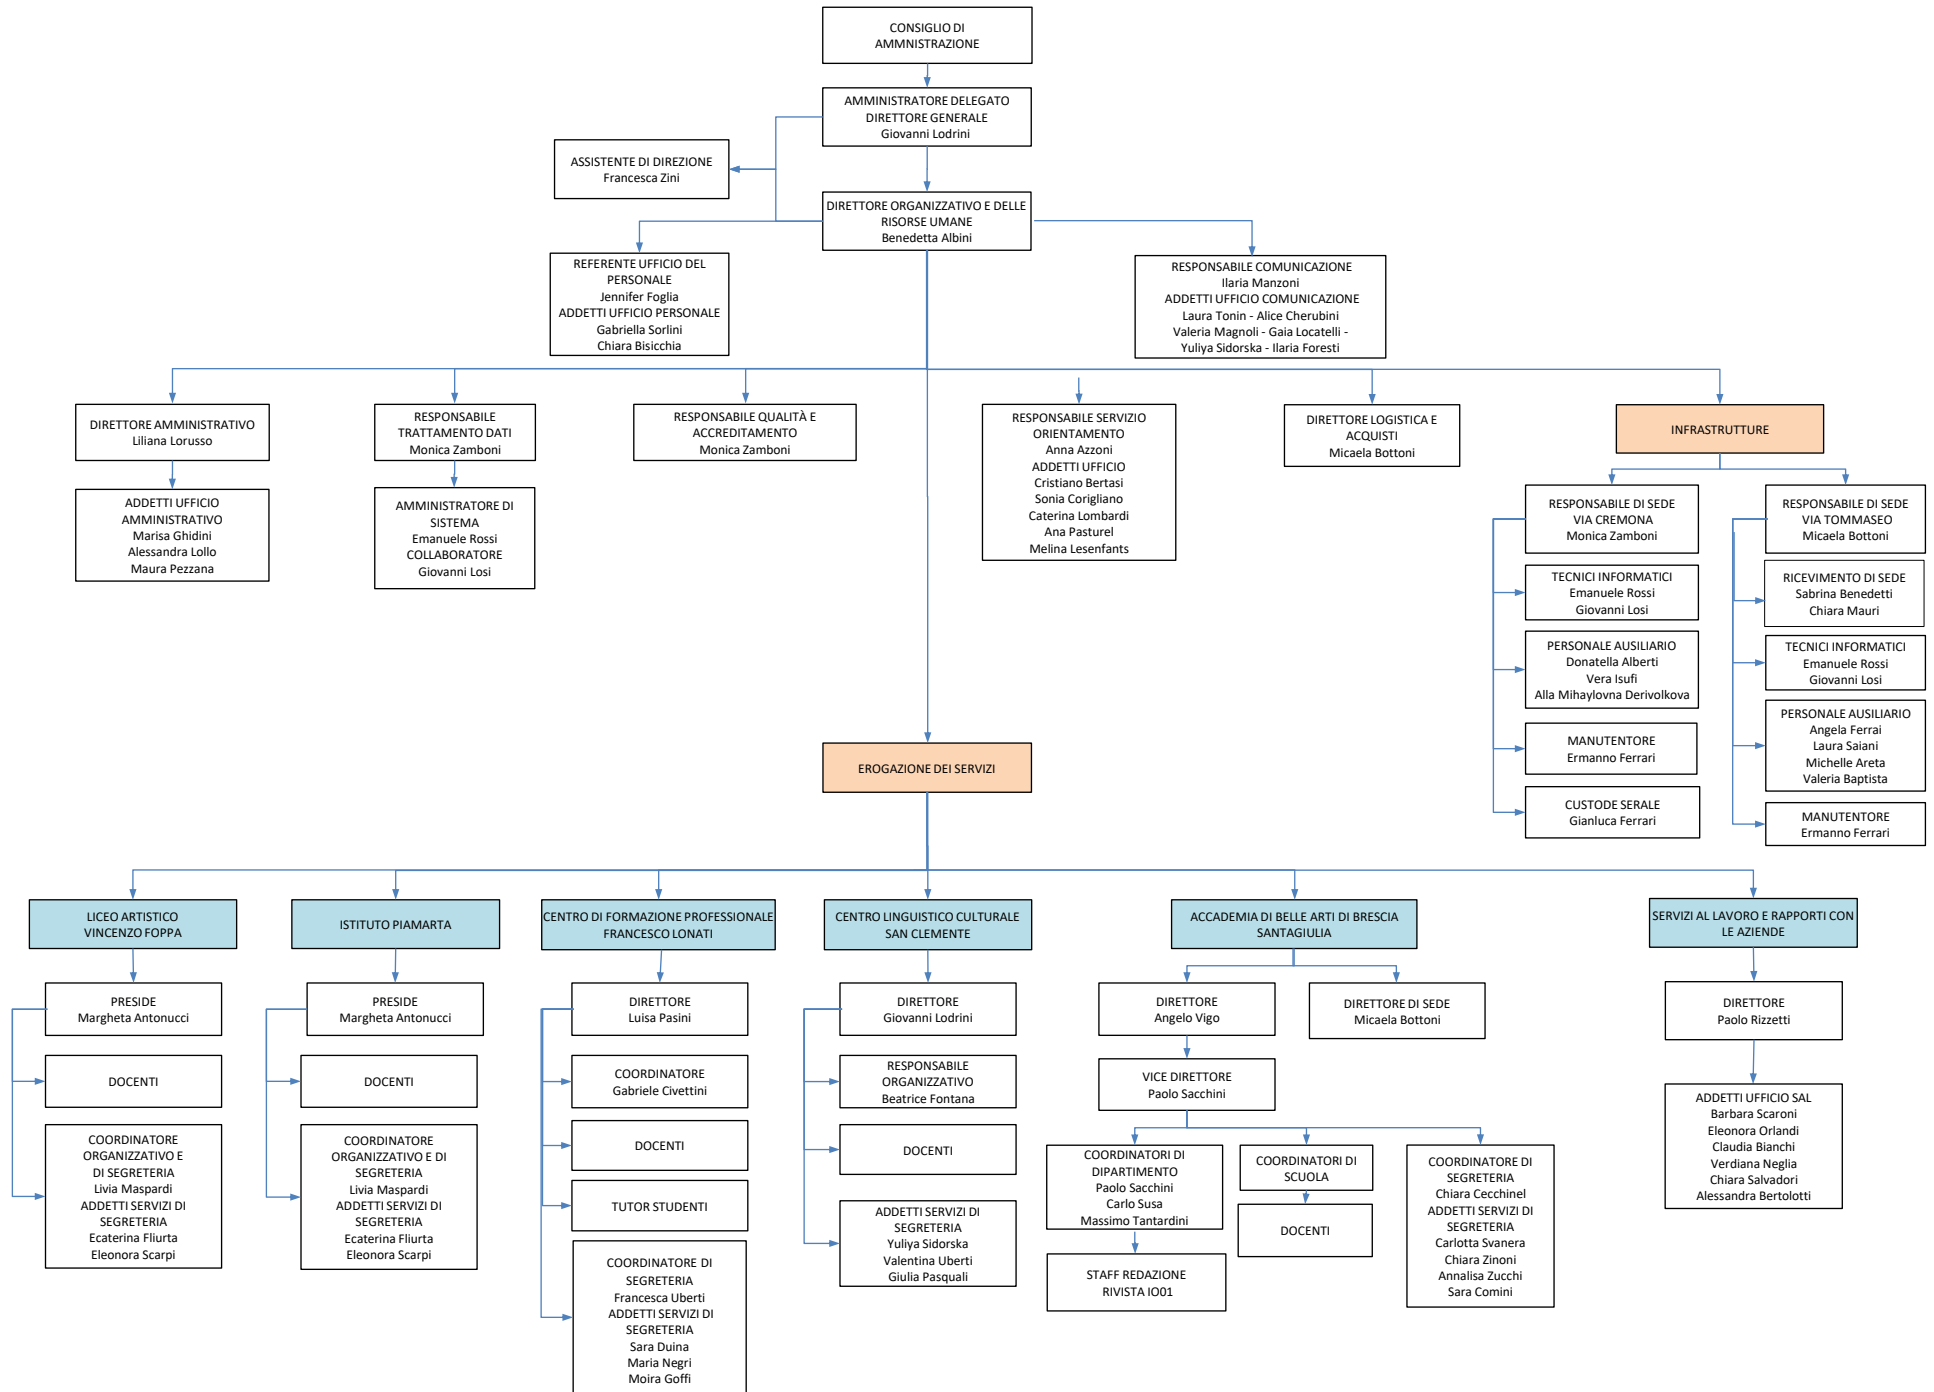 CONSIGLIO DI
AMMNISTRAZIONE
AMMINISTRATORE DELEGATO
DIRETTORE GENERALE
Giovanni Lodrini
ASSISTENTE DI DIREZIONE
Francesca Zini
DIRETTORE ORGANIZZATIVO E DELLE
RISORSE UMANE
Benedetta Albini
REFERENTE UFFICIO DEL
PERSONALE
Jennifer Foglia
ADDETTI UFFICIO PERSONALE
Gabriella Sorlini
Chiara Bisicchia
RESPONSABILE COMUNICAZIONE
Ilaria Manzoni
ADDETTI UFFICIO COMUNICAZIONE
Laura Tonin - Alice Cherubini
Valeria Magnoli - Gaia Locatelli -
Yuliya Sidorska - Ilaria Foresti
DIRETTORE AMMINISTRATIVO
Liliana Lorusso
RESPONSABILE
TRATTAMENTO DATI
Monica Zamboni
RESPONSABILE QUALITÀ E
ACCREDITAMENTO
Monica Zamboni
RESPONSABILE SERVIZIO
ORIENTAMENTO
Anna Azzoni
ADDETTI UFFICIO
Cristiano Bertasi
Sonia Corigliano
Caterina Lombardi
Ana Pasturel
Melina Lesenfants
DIRETTORE LOGISTICA E
ACQUISTI
Micaela Bottoni
INFRASTRUTTURE
ADDETTI UFFICIO
AMMINISTRATIVO
Marisa Ghidini
Alessandra Lollo
Maura Pezzana
AMMINISTRATORE DI
SISTEMA
Emanuele Rossi
COLLABORATORE
Giovanni Losi
RESPONSABILE DI SEDE
VIA CREMONA
Monica Zamboni
TECNICI INFORMATICI
Emanuele Rossi
Giovanni Losi
PERSONALE AUSILIARIO
Donatella Alberti
Vera Isufi
Alla Mihaylovna Derivolkova
MANUTENTORE
Ermanno Ferrari
CUSTODE SERALE
Gianluca Ferrari
RESPONSABILE DI SEDE
VIA TOMMASEO
Micaela Bottoni
RICEVIMENTO DI SEDE
Sabrina Benedetti
Chiara Mauri
TECNICI INFORMATICI
Emanuele Rossi
Giovanni Losi
PERSONALE AUSILIARIO
Angela Ferrai
Laura Saiani
Michelle Areta
Valeria Baptista
MANUTENTORE
Ermanno Ferrari
EROGAZIONE DEI SERVIZI
LICEO ARTISTICO
VINCENZO FOPPA
PRESIDE
Margheta Antonucci
DOCENTI
COORDINATORE
ORGANIZZATIVO E
DI SEGRETERIA
Livia Maspardi
ADDETTI SERVIZI DI
SEGRETERIA
Ecaterina Fliurta
Eleonora Scarpi
ISTITUTO PIAMARTA
PRESIDE
Margheta Antonucci
DOCENTI
COORDINATORE
ORGANIZZATIVO E DI
SEGRETERIA
Livia Maspardi
ADDETTI SERVIZI DI
SEGRETERIA
Ecaterina Fliurta
Eleonora Scarpi
CENTRO DI FORMAZIONE PROFESSIONALE
FRANCESCO LONATI
DIRETTORE
Luisa Pasini
COORDINATORE
Gabriele Civettini
DOCENTI
TUTOR STUDENTI
COORDINATORE DI
SEGRETERIA
Francesca Uberti
ADDETTI SERVIZI DI
SEGRETERIA
Sara Duina
Maria Negri
Moira Goffi
CENTRO LINGUISTICO CULTURALE
SAN CLEMENTE
DIRETTORE
Giovanni Lodrini
RESPONSABILE
ORGANIZZATIVO
Beatrice Fontana
DOCENTI
ADDETTI SERVIZI DI
SEGRETERIA
Yuliya Sidorska
Valentina Uberti
Giulia Pasquali
ACCADEMIA DI BELLE ARTI DI BRESCIA
SANTAGIULIA
DIRETTORE
Angelo Vigo
DIRETTORE DI SEDE
Micaela Bottoni
VICE DIRETTORE
Paolo Sacchini
COORDINATORI DI
DIPARTIMENTO
Paolo Sacchini
Carlo Susa
Massimo Tantardini
STAFF REDAZIONE
RIVISTA IO01
COORDINATORI DI
SCUOLA
DOCENTI
COORDINATORE DI
SEGRETERIA
Chiara Cecchinel
ADDETTI SERVIZI DI
SEGRETERIA
Carlotta Svanera
Chiara Zinoni
Annalisa Zucchi
Sara Comini
SERVIZI AL LAVORO E RAPPORTI CON
LE AZIENDE
DIRETTORE
Paolo Rizzetti
ADDETTI UFFICIO SAL
Barbara Scaroni
Eleonora Orlandi
Claudia Bianchi
Verdiana Neglia
Chiara Salvadori
Alessandra Bertolotti